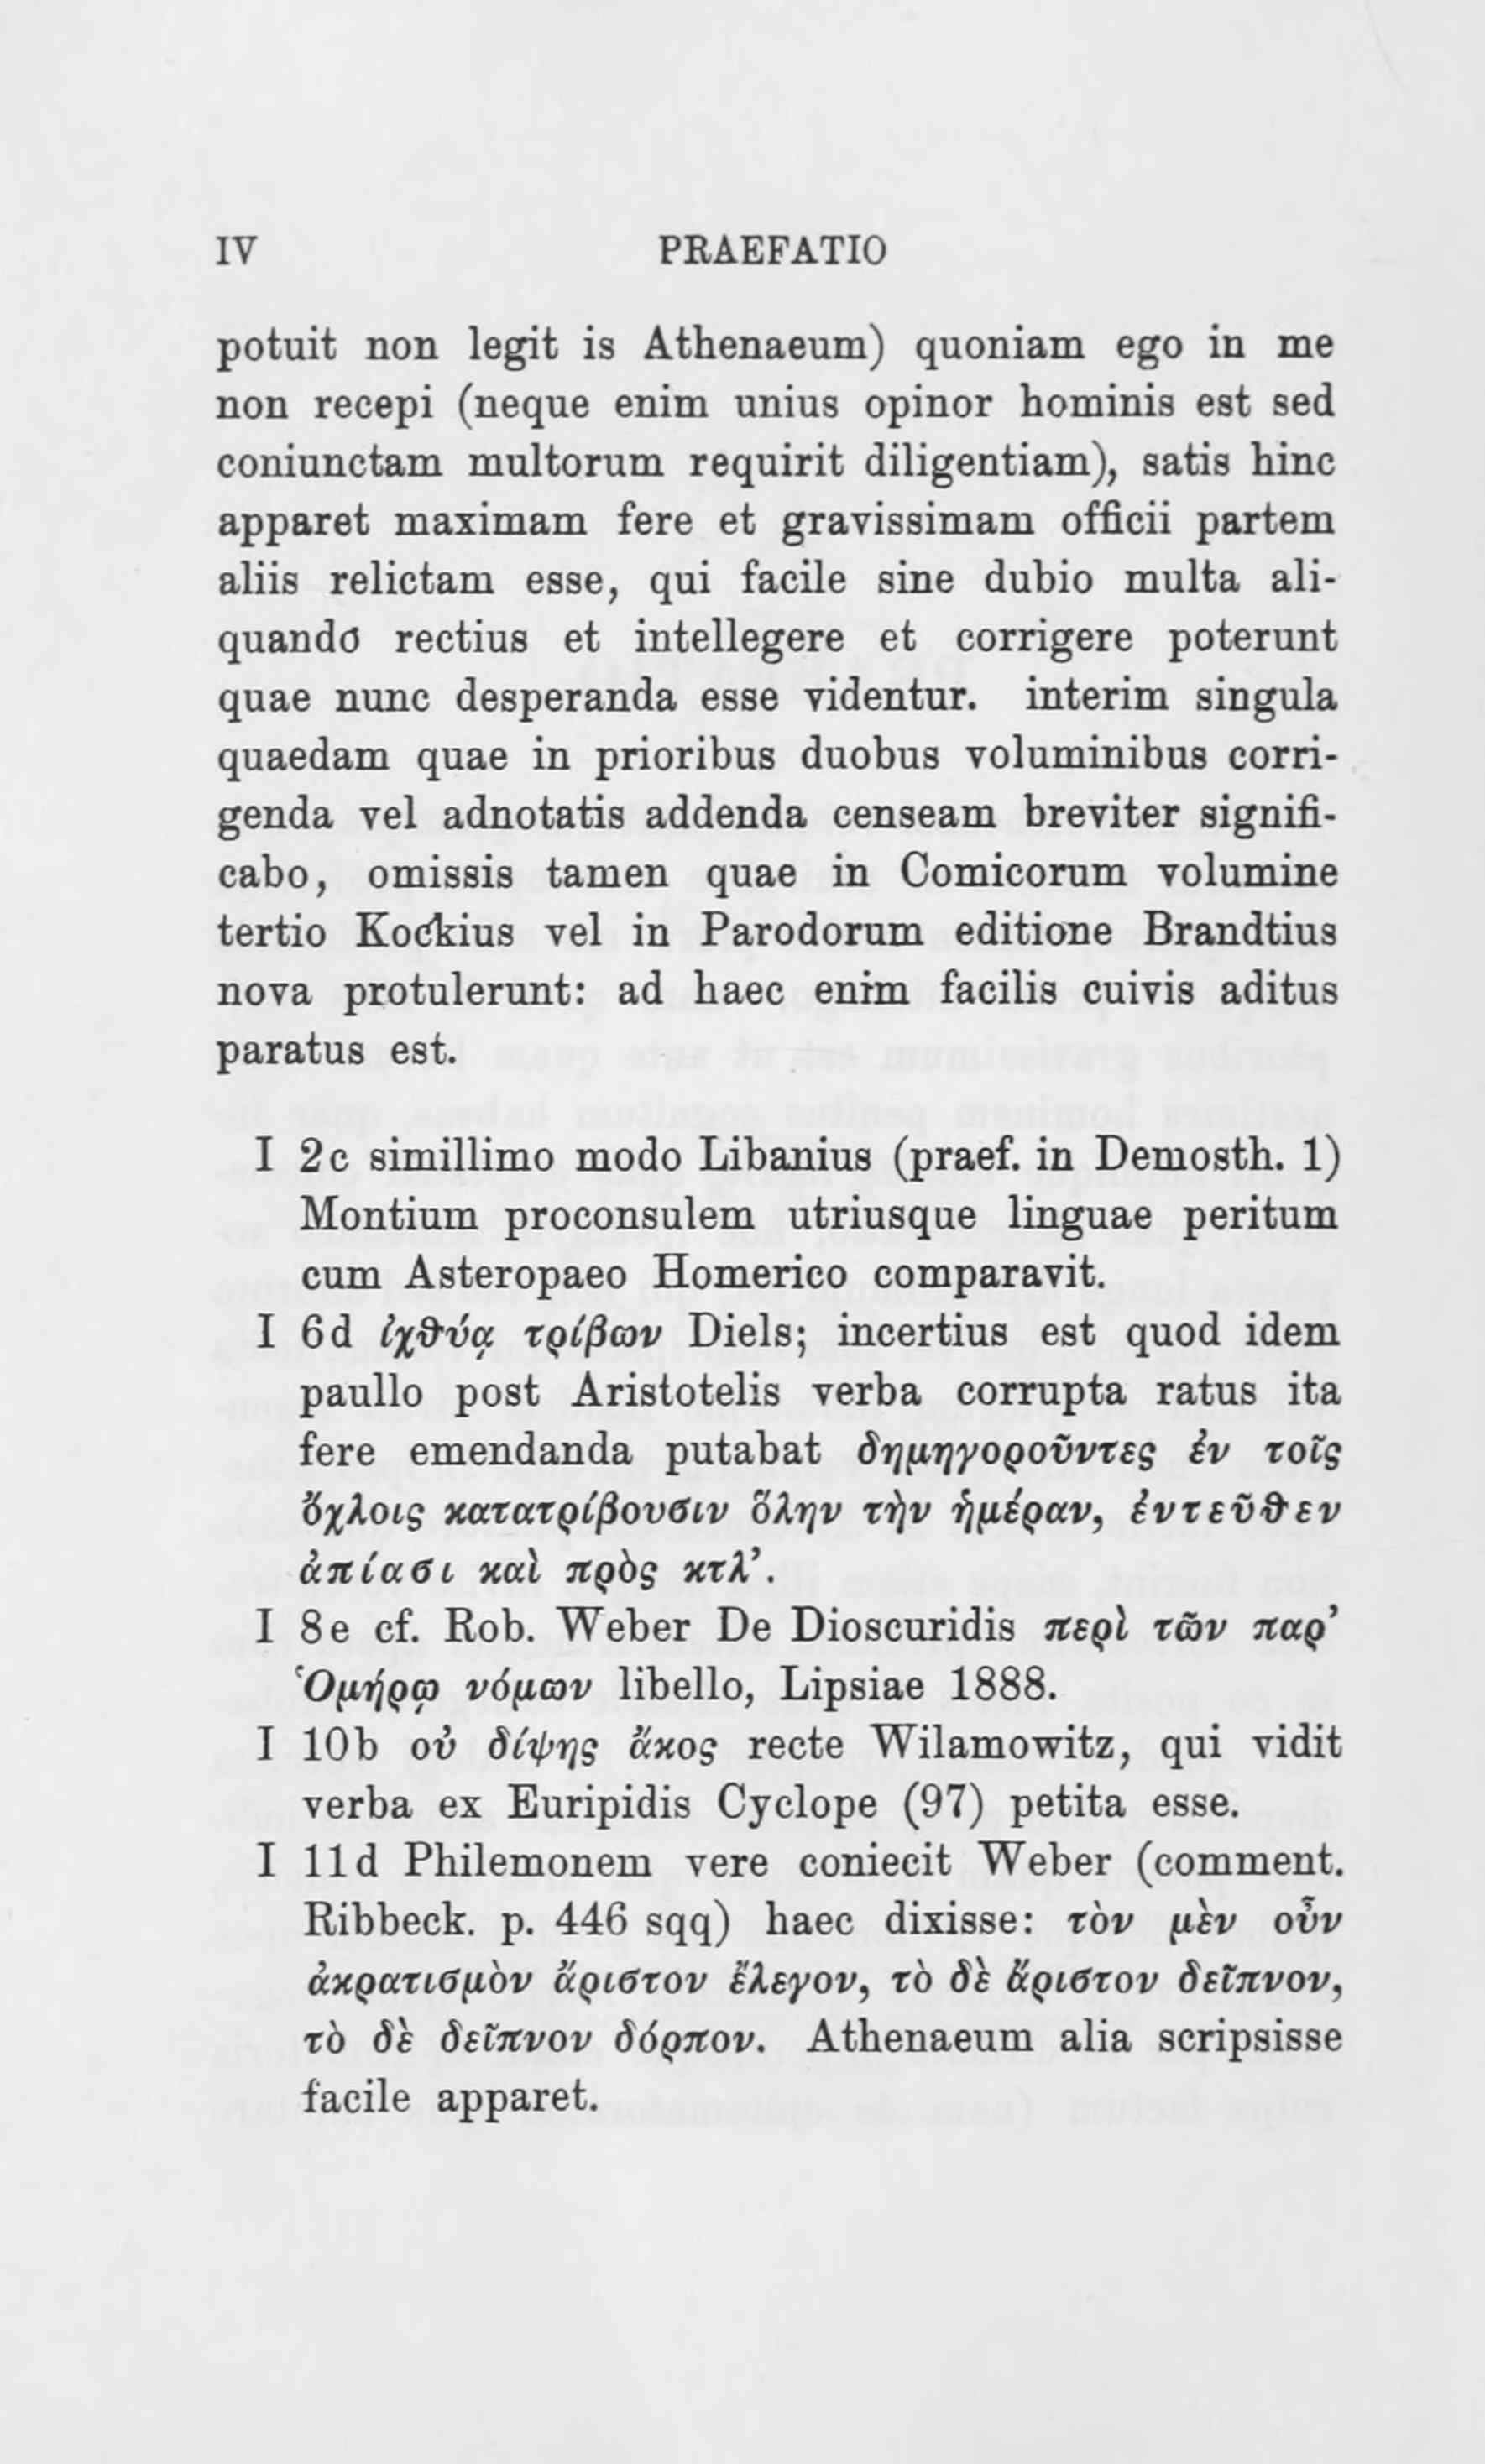 IV PRAEFATIO
potuit non legit is Athenaeum) quoniam ego in me
non recepi (neque enim unius opinor hominis est sed
coniunctam multorum requirit diligentiam), satis hinc
apparet maximam fere et gravissimam officii partem
aliis relictam esse, qui facile sine dubio multa ali-
quando rectius et intellegere et corrigere poterunt
quae nunc desperanda esse videntur. interim singula
quaedam quae in prioribus duobus voluminibus corri-
genda vel adnotatis addenda censeam breviter signifi-
cabo, omissis tamen quae in Comicorum volumine
tertio Kockius vel in Parodorum editione Brandtius
nova protulerunt: ad haec enim facilis cuivis aditus
paratus est.
I 2c simillimo modo Libanius (praef. in Demosth. 1)
Montium proconsulem utriusque linguae peritum
cum Asteropaeo Homerico comparavit.
I 6d ἰχθύᾳ τρίβων Diels; incertius est quod idem
paullo post Aristotelis verba corrupta ratus ita
fere emendanda putabat δημηγοροῦντες ἐν τοῖς
ὄχλοις κατατρίβουσιν ὅλην τὴν ἡμέραν, ἐντεῦθεν
ἀπίασι καὶ πρὸς κτλ’.
I 8e cf. Rob. Weber De Dioscuridis περὶ τῶν παρ’
Ὁμήρῳ νόμων libello, Lipsiae 1888.
I 10b οὐ δίψης ἄκος recte Wilamowitz, qui vidit
verba ex Euripidis Cyclope (97) petita esse.
I 11d Philemonem vere coniecit Weber (comment.
Ribbeck. p. 446 sqq) haec dixisse: τὸν μὲν οὖν
ἀκρατισμὸν ἄριστον ἔλεγον, τὸ δὲ ἄριστον δεῖπνον,
τὸ δὲ δεῖπνον δόρπον. Athenaeum alia scripsisse
facile apparet.